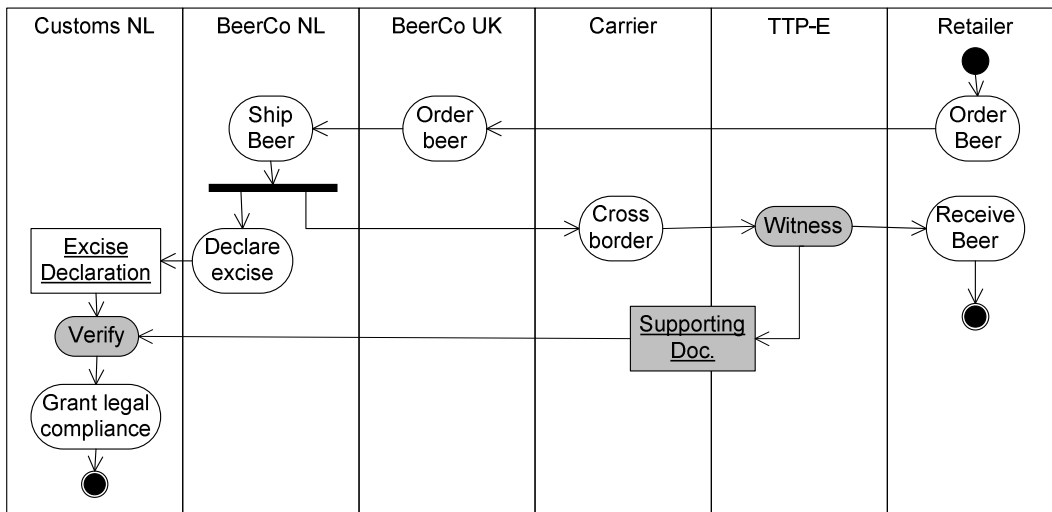 Customs NL
BeerCo NL
BeerCo UK
Carrier
TTP-E
Retailer
Ship
Beer
Order
beer
Order
Beer
Excise
Declaration
Declare
excise
Cross
border
Witness
Receive
Beer
Verify
Supporting
Doc.
Grant legal
compliance